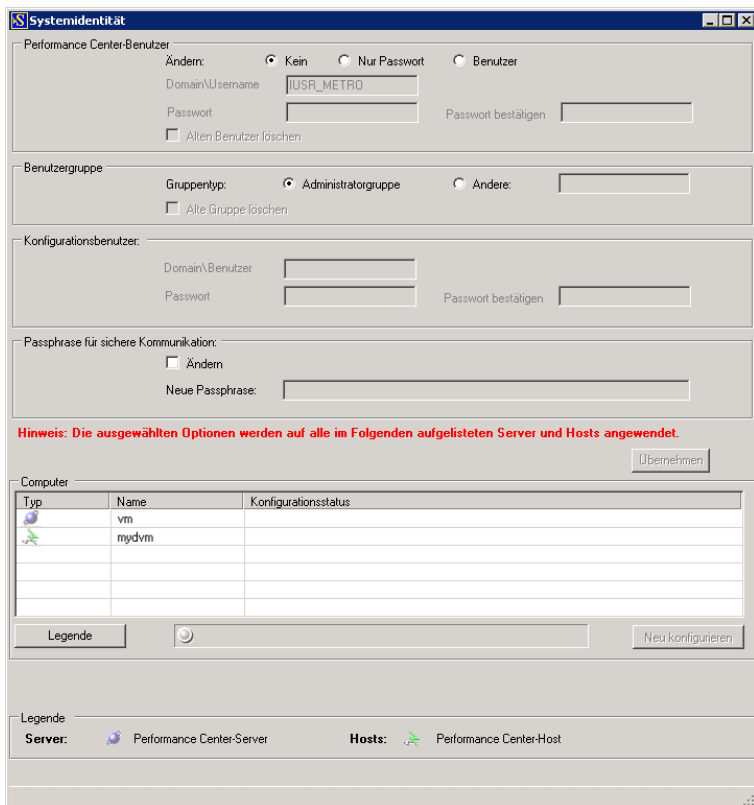 Systemidentität
Performance Center-Benutzer
Ändern: Kein Nur Passwort Benutzer
Domain\Username IUSR_METRO
Passwort Passwort bestätigen
Alten Benutzer löschen
Benutzergruppe
Gruppentyp: Administratorgruppe Andere:
Alte Gruppe löschen
Konfigurationsbenutzer:
Domain\Benutzer
Passwort Passwort bestätigen
Passphrase für sichere Kommunikation:
Ändern
Neue Passphrase:
Hinweis: Die ausgewählten Optionen werden auf alle im Folgenden aufgelisteten Server und Hosts angewendet.
Übernehmen
Computer
Typ Name Konfigurationsstatus
vm
mydvm
Legende Neu konfigurieren
Legende
Server: Performance Center-Server Hosts: Performance Center-Host